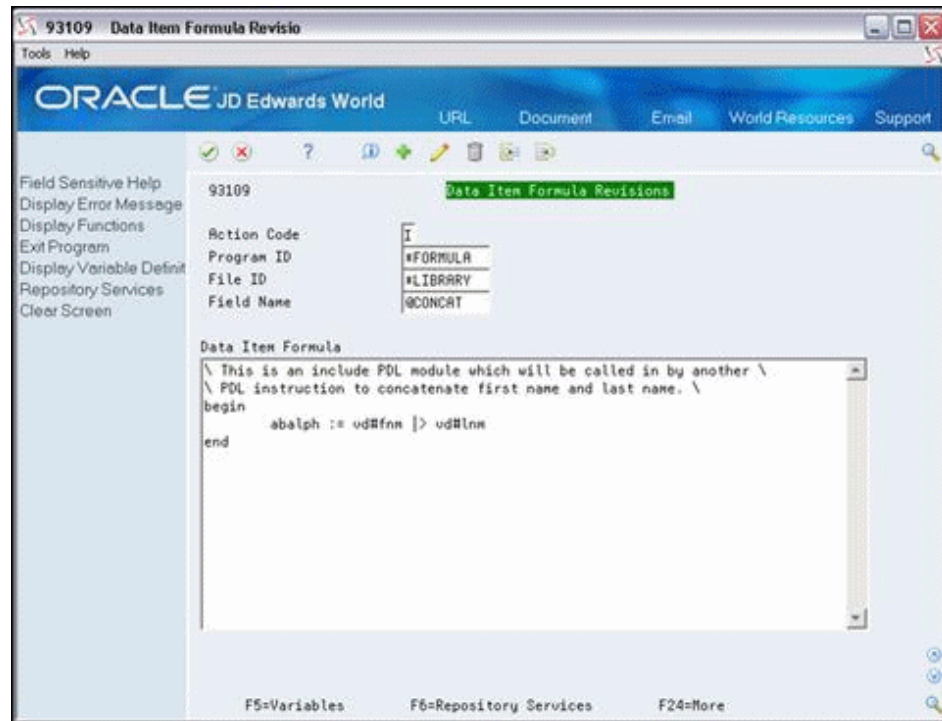 93109 Data Item Formula Revisio
Tools Help
ORACLE JD Edwards World
URL Document Email World Resources Support
Field Sensitive Help
Display Error Message
Display Functions
Exit Program
Display Variable Definit
Repository Services
Clear Screen
93109 Data Item Formula Revisions
Action Code I
Program ID *FORMULA
File ID *LIBRARY
Field Name @CONCAT
Data Item Formula
\ This is an include PDL module which will be called in by another \
\ PDL instruction to concatenate first name and last name. \
begin
abalph := vd#fnm |> vd#lnm
end
F5=Variables F6=Repository Services F24=More